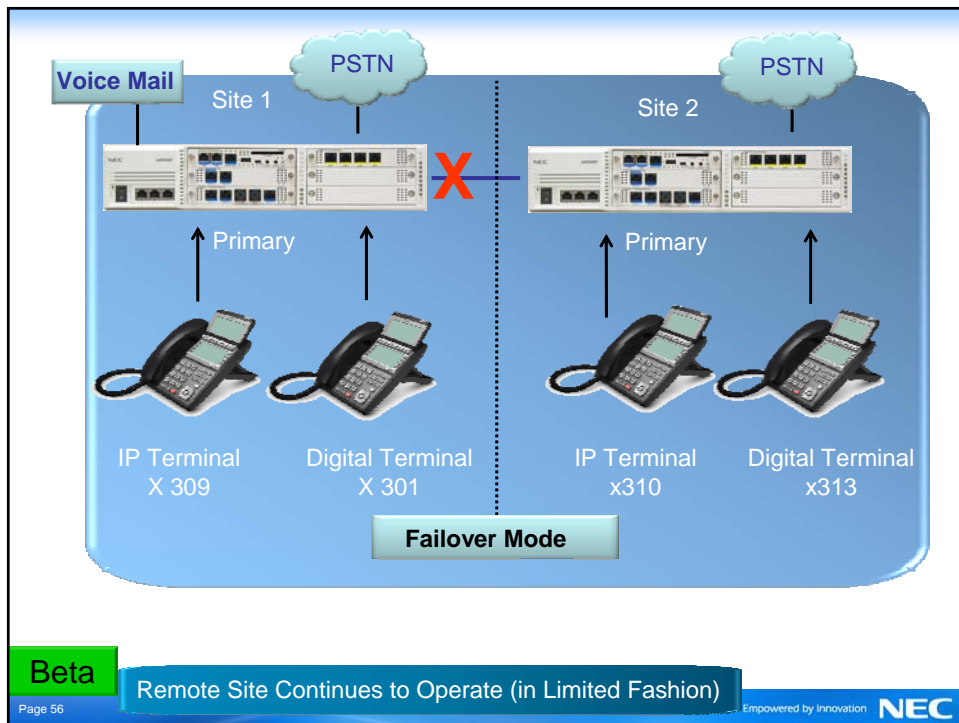 Voice Mail
PSTN
PSTN
Site 1
Site 2
NEC
NEC
X
Primary
Primary
IP Terminal
X 309
Digital Terminal
X 301
IP Terminal
x310
Digital Terminal
x313
Failover Mode
Beta
Remote Site Continues to Operate (in Limited Fashion)
Page 56
Empowered by Innovation
NEC